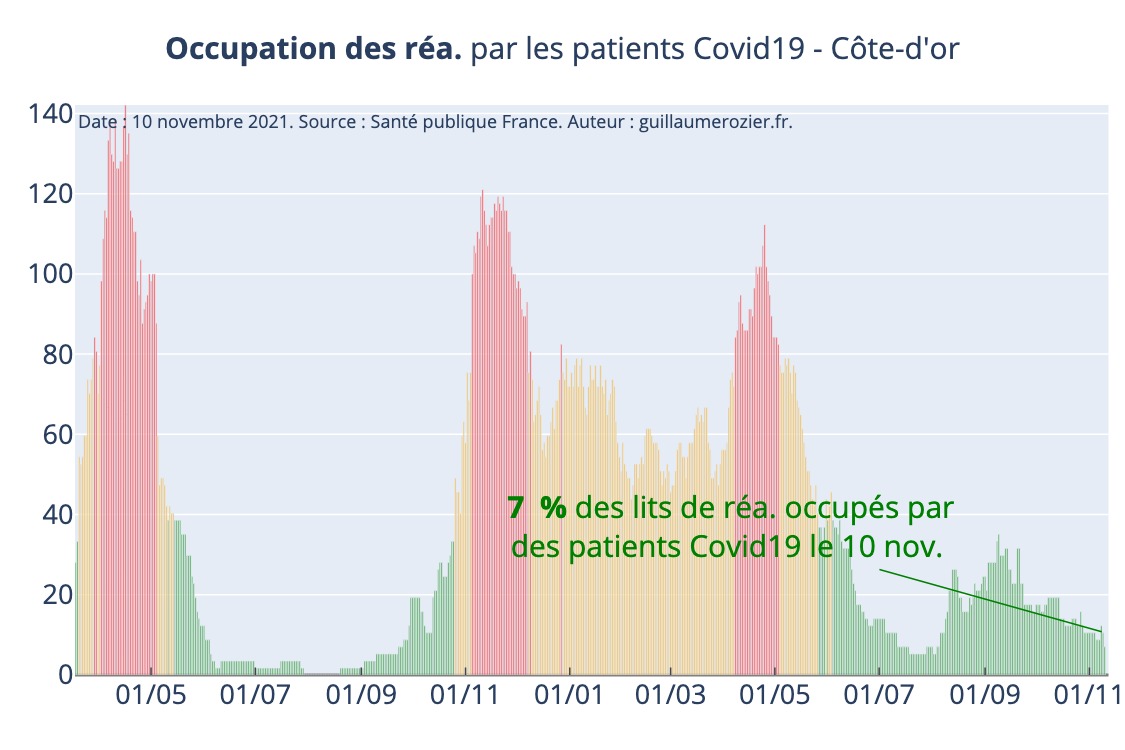 Occupation des réa. par les patients Covid19 - Côte-d'or
140
Date : 10 novembre 2021. Source : Santé publique France. Auteur : guillaumerozier.fr.
120
100
80
60
40
20
0
7 % des lits de réa. occupés par
des patients Covid19 le 10 nov.
01/05 01/07 01/09 01/11 01/01 01/03 01/05 01/07 01/09 01/11